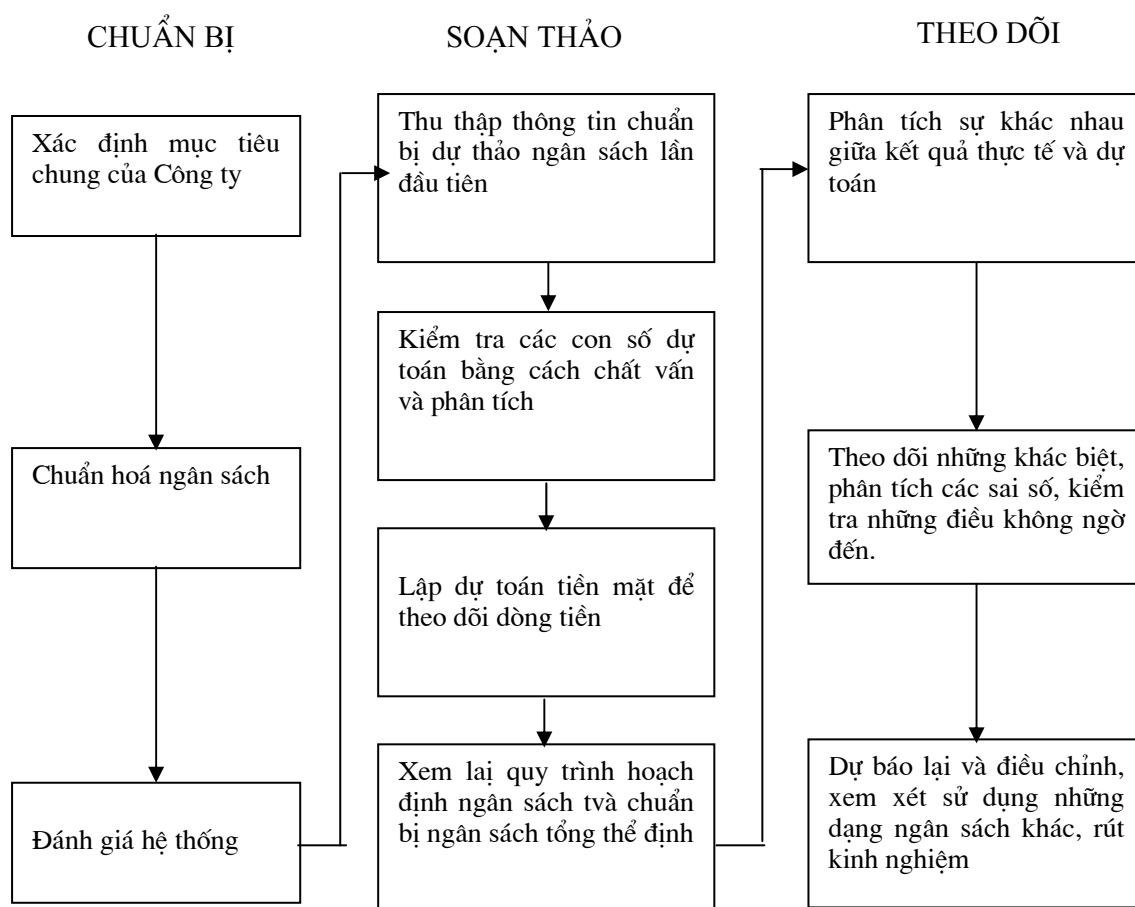 CHUẨN BỊ
SOẠN THẢO
THEO DÕI
Xác định mục tiêu
chung của Công ty
Chuẩn hoá ngân sách
Đánh giá hệ thống
Thu thập thông tin chuẩn
bị dự thảo ngân sách lần
đầu tiên
Kiểm tra các con số dự
toán bằng cách chất vấn
và phân tích
Lập dự toán tiền mặt để
theo dõi dòng tiền
Xem laị quy trình hoạch
định ngân sách tvà chuẩn
bị ngân sách tổng thể định
Phân tích sự khác nhau
giữa kết quả thực tế và dự
toán
Theo dõi những khác biệt,
phân tích các sai số, kiểm
tra những điều không ngờ
đến.
Dự báo lại và điều chỉnh,
xem xét sử dụng những
dạng ngân sách khác, rút
kinh nghiệm